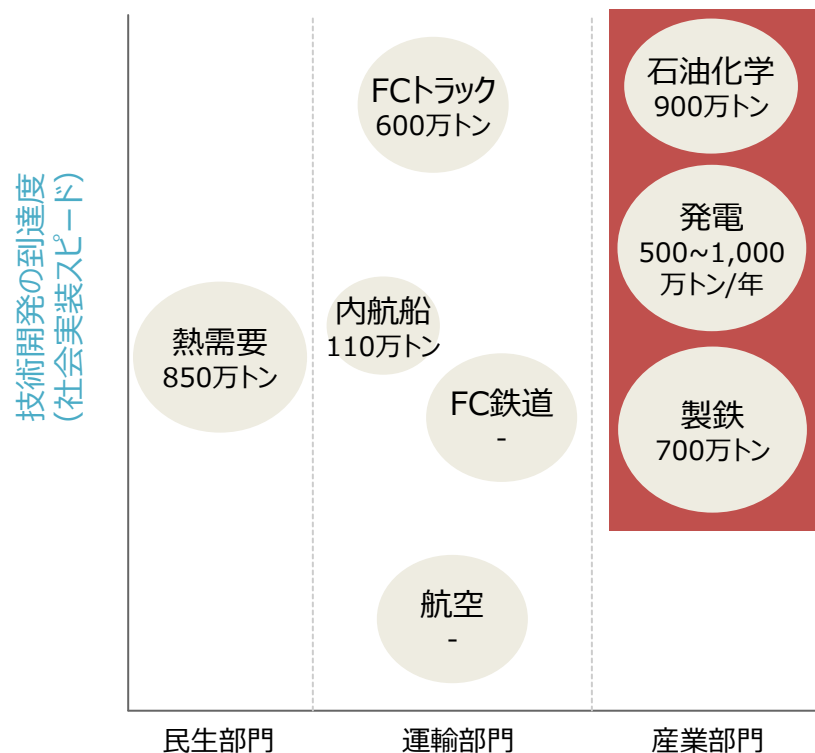 技術開発の到達度
(社会実装スピード)
FCトラック
600万トン
石油化学
900万トン
発電
500~1,000
万トン/年
内航船
110万トン
熱需要
850万トン
FC鉄道
-
製鉄
700万トン
航空
-
民生部門
運輸部門
産業部門